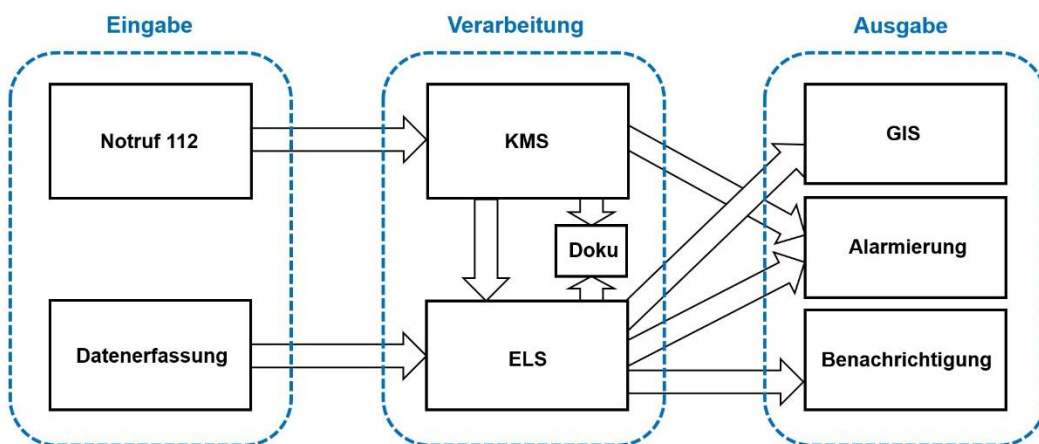 Eingabe
Verarbeitung
Ausgabe
Notruf 112
KMS
GIS
Doku
Alarmierung
Datenerfassung
ELS
Benachrichtigung